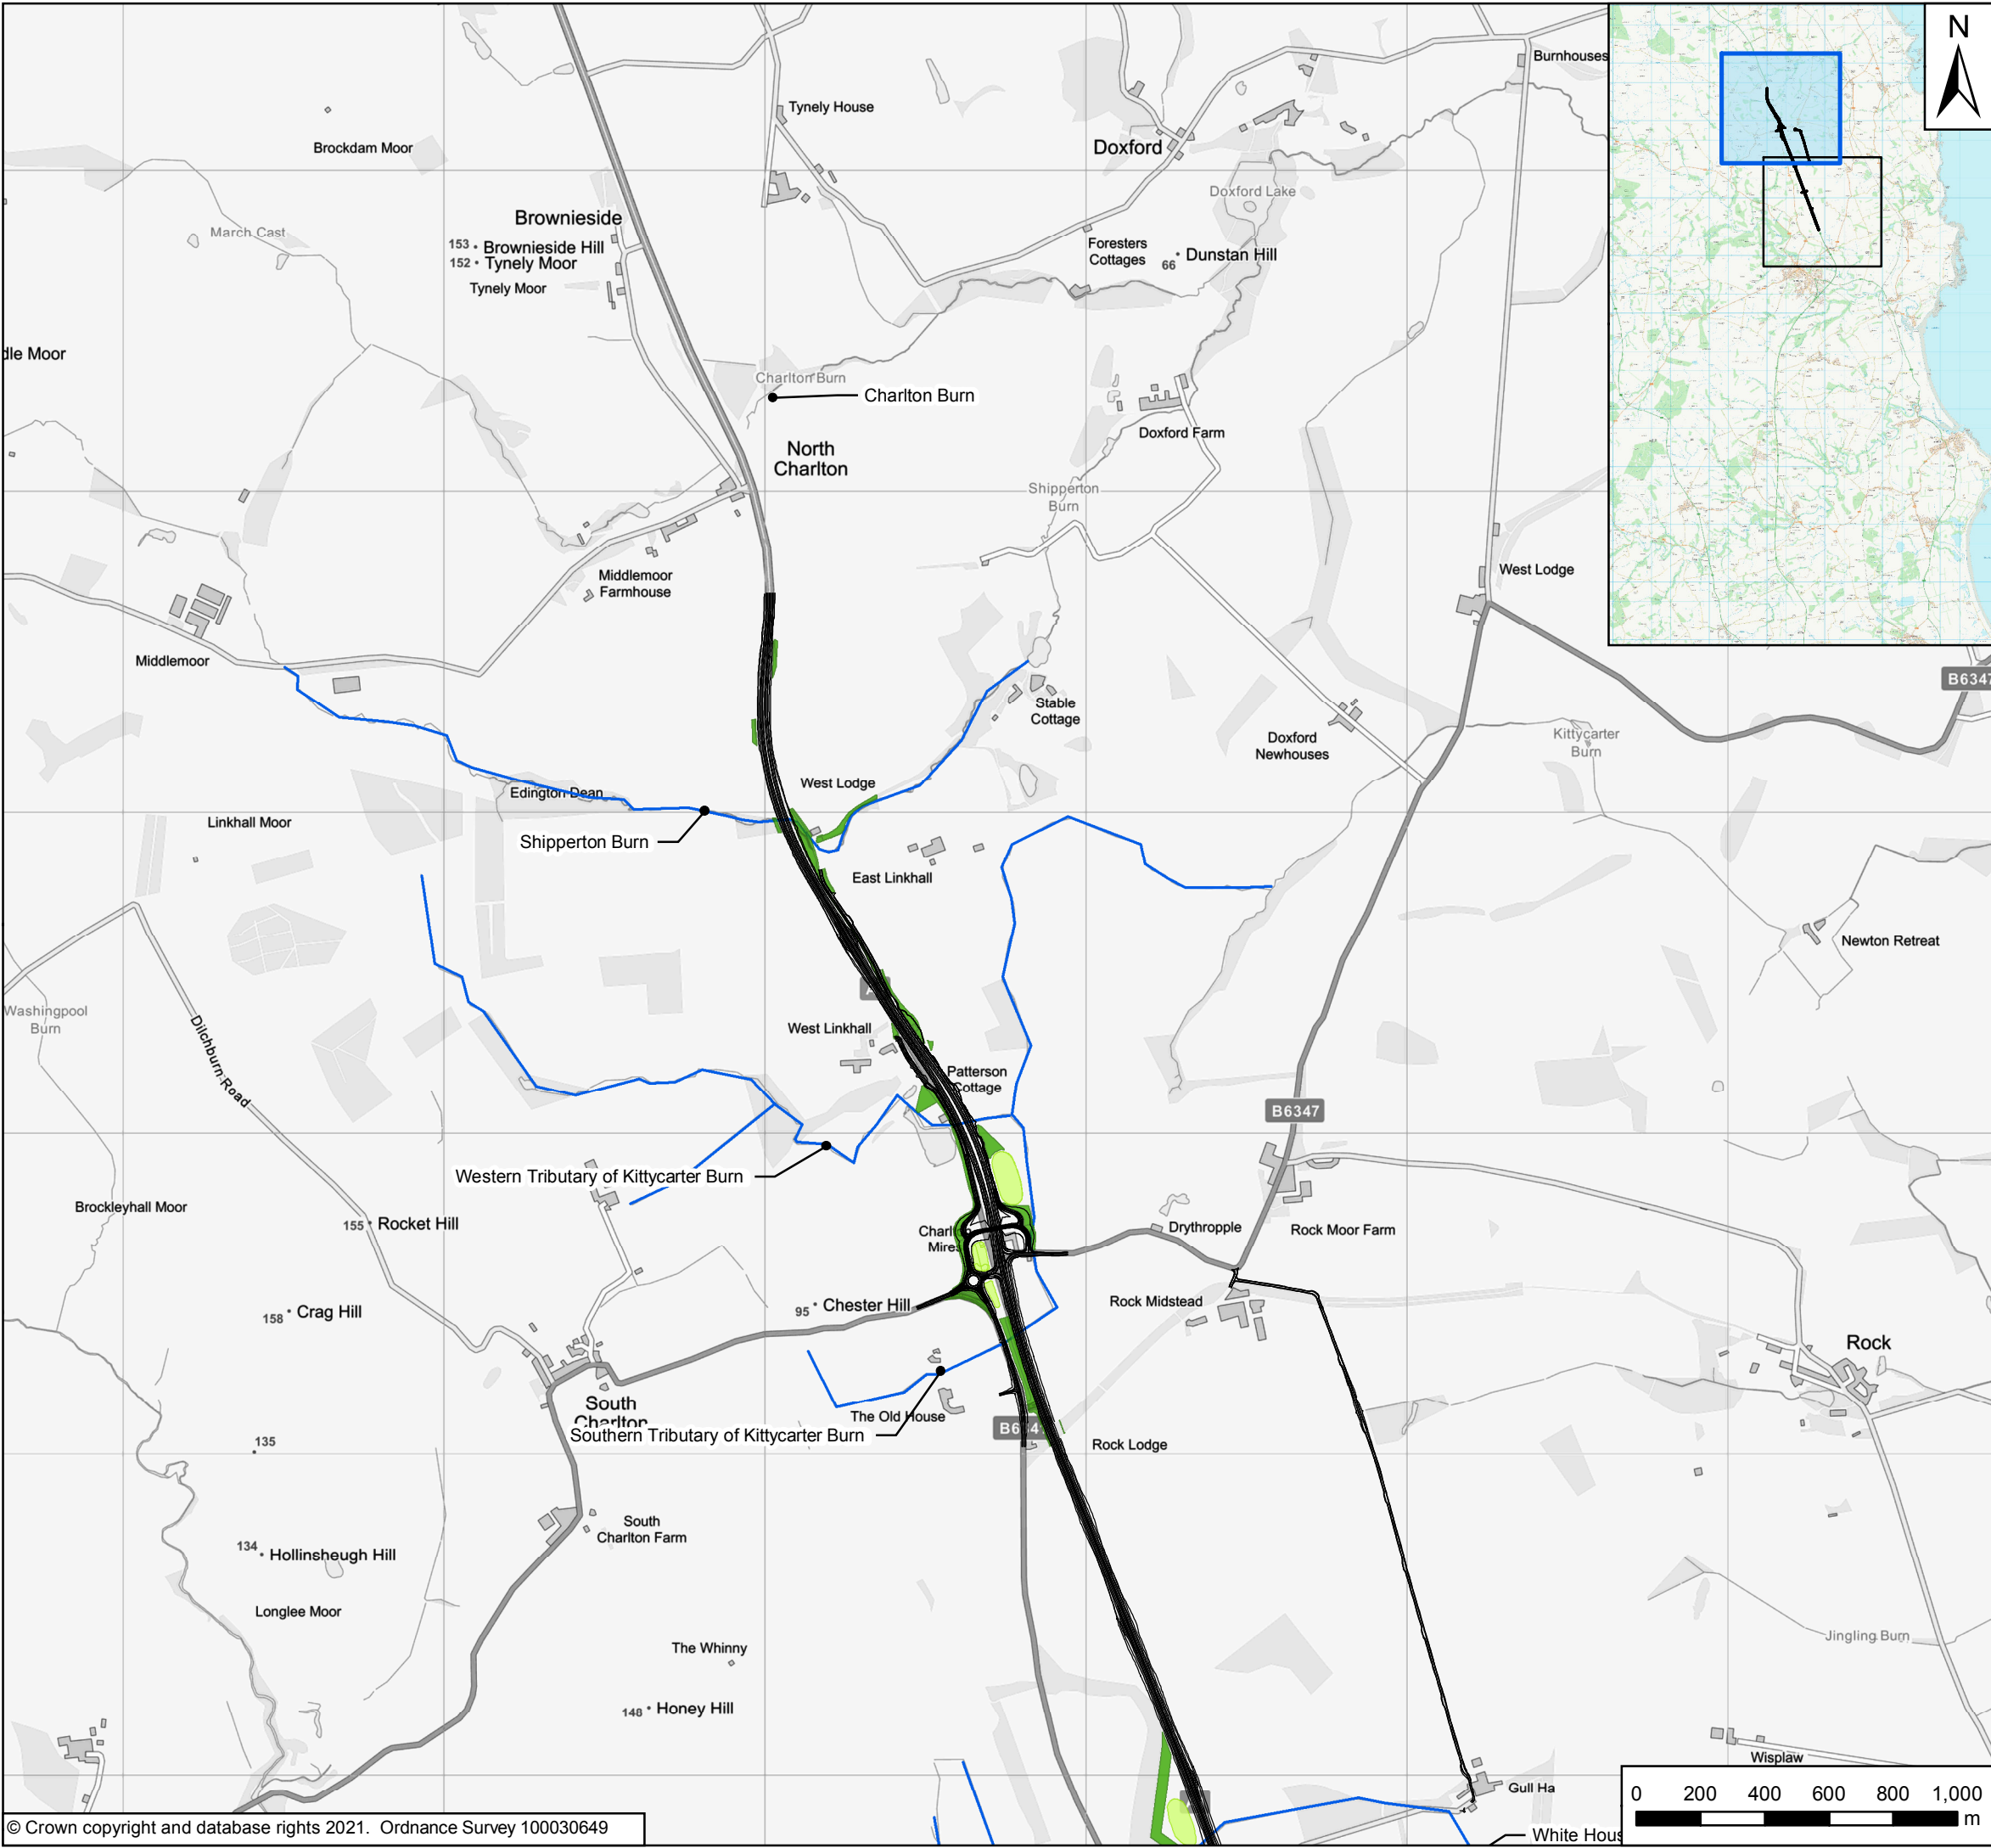 N
Burnhouses
Tynely House
Brockdam Moor
Doxford
Doxford Lake
March Cast
Brownieside
153 Brownieside Hill
152 Tynely Moor
Tynely Moor
Foresters
Cottages
66 Dunstan Hill
dle Moor
Charlton Burn
Charlton Burn
North
Charlton
Doxford Farm
Shipperton
Burn
Middlemoor
Farmhouse
West Lodge
Middlemoor
B6347
Stable
Cottage
Doxford
Newhouses
Kittycarter
Burn
West Lodge
Edington Dean
Linkhall Moor
Shipperton Burn
East Linkhall
Newton Retreat
Washingpool
Burn
Dilchburn Road
West Linkhall
Patterson
Cottage
B6347
Western Tributary of Kittycarter Burn
Brockleyhall Moor
155 Rocket Hill
Mires
Drythropple
Rock Moor Farm
158 Crag Hill
95 Chester Hill
Rock Midstead
Rock
South
Charlton
The Old House
Southern Tributary of Kittycarter Burn
135
Rock Lodge
South
Charlton Farm
134 Hollinsheugh Hill
Longlee Moor
The Whinny
Jingling Burn
148 Honey Hill
Wisplaw
Gull Ha
0 200 400 600 800 1,000
m
White Hous
© Crown copyright and database rights 2021. Ordnance Survey 100030649